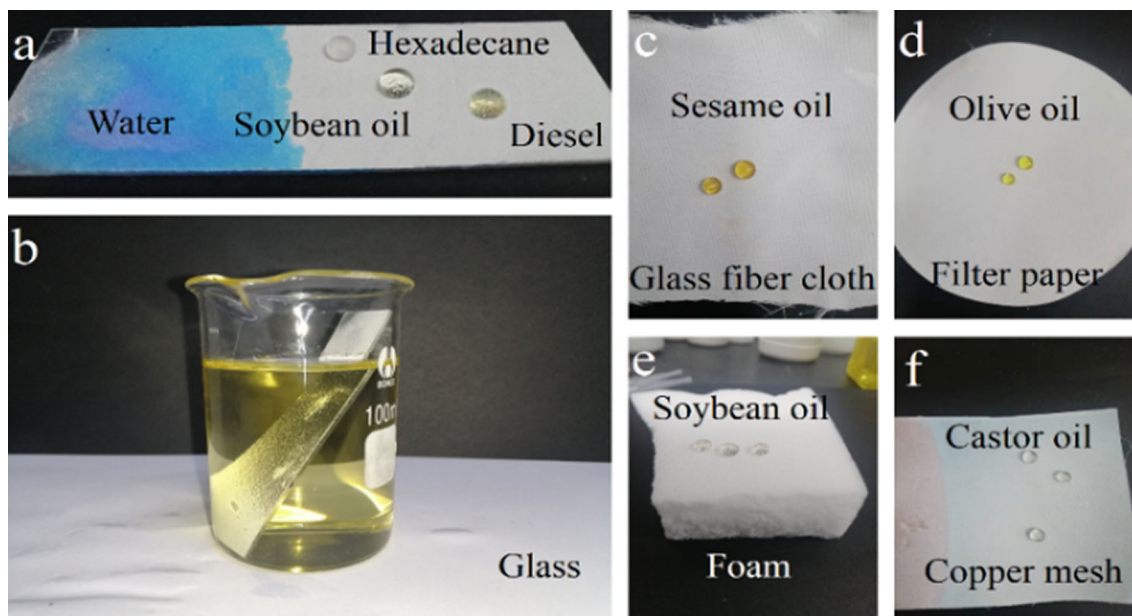 a
Hexadecane
Water
Soybean oil
Diesel
b
100m
Glass
c
Sesame oil
Glass fiber cloth
d
Olive oil
Filter paper
e
Soybean oil
Foam
f
Castor oil
Copper mesh